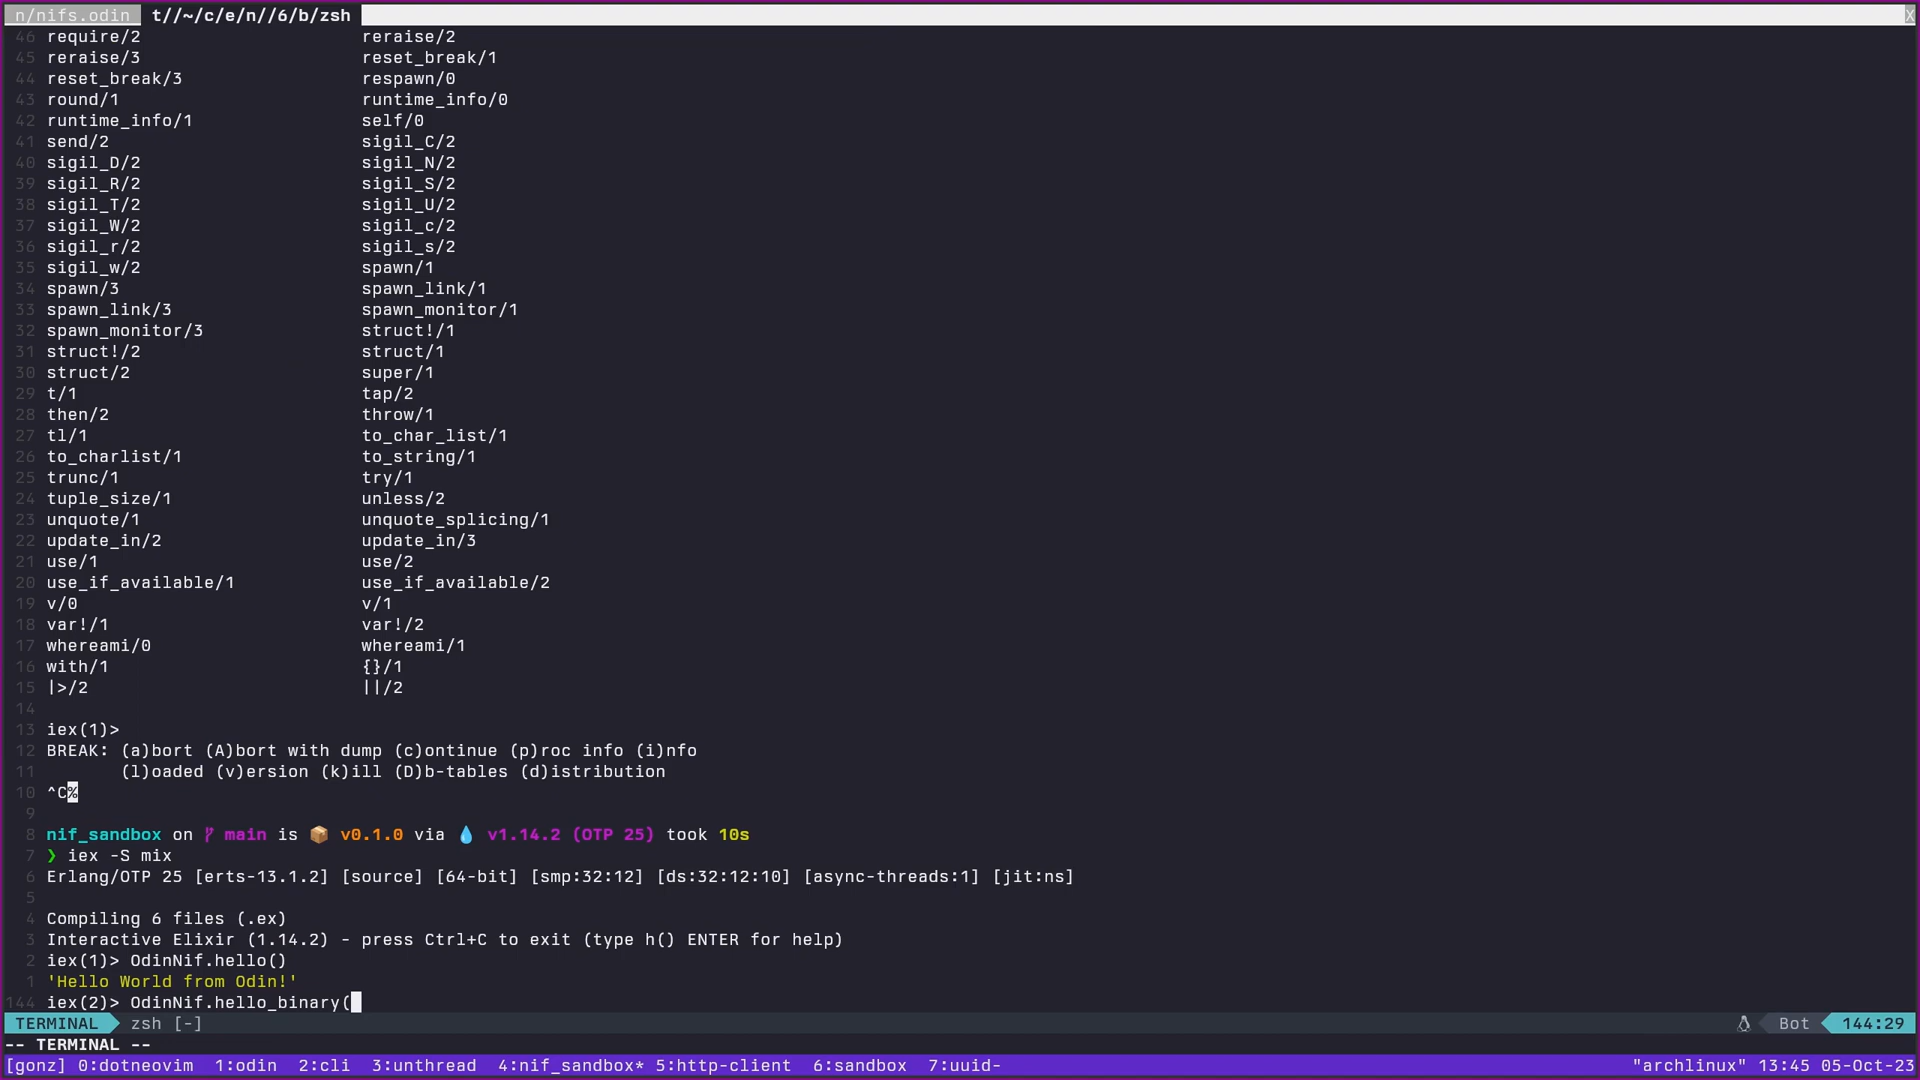 n/nifs.odin  t//~/c/e/n//6/b/zsh  X
46 require/2  reraise/2
45 reraise/3  reset_break/1
44 reset_break/3  respawn/0
43 round/1  runtime_info/0
42 runtime_info/1  self/0
41 send/2  sigil_C/2
40 sigil_D/2  sigil_N/2
39 sigil_R/2  sigil_S/2
38 sigil_T/2  sigil_U/2
37 sigil_W/2  sigil_c/2
36 sigil_r/2  sigil_s/2
35 sigil_w/2  spawn/1
34 spawn/3  spawn_link/1
33 spawn_link/3  spawn_monitor/1
32 spawn_monitor/3  struct!/1
31 struct!/2  struct/1
30 struct/2  super/1
29 t/1  tap/2
28 then/2  throw/1
27 tl/1  to_char_list/1
26 to_charlist/1  to_string/1
25 trunc/1  try/1
24 tuple_size/1  unless/2
23 unquote/1  unquote_splicing/1
22 update_in/2  update_in/3
21 use/1  use/2
20 use_if_available/1  use_if_available/2
19 v/0  v/1
18 var!/1  var!/2
17 whereami/0  whereami/1
16 with/1  {}/1
15 |>/2  ||/2
14
13 iex(1)>
12 BREAK: (a)bort (A)bort with dump (c)ontinue (p)roc info (i)nfo
11        (l)oaded (v)ersion (k)ill (D)b-tables (d)istribution
10 ^C%
9
8 nif_sandbox on main is 📦 v0.1.0 via 💧 v1.14.2 (OTP 25) took 10s
7 ❯ iex -S mix
6 Erlang/OTP 25 [erts-13.1.2] [source] [64-bit] [smp:32:12] [ds:32:12:10] [async-threads:1] [jit:ns]
5
4 Compiling 6 files (.ex)
3 Interactive Elixir (1.14.2) - press Ctrl+C to exit (type h() ENTER for help)
2 iex(1)> OdinNif.hello()
1 'Hello World from Odin!'
144 iex(2)> OdinNif.hello_binary(
TERMINAL  zsh [-]  Bot  144:29
-- TERMINAL --
[gonz] 0:dotneovim  1:odin  2:cli  3:unthread  4:nif_sandbox* 5:http-client  6:sandbox  7:uuid-  "archlinux" 13:45 05-Oct-23